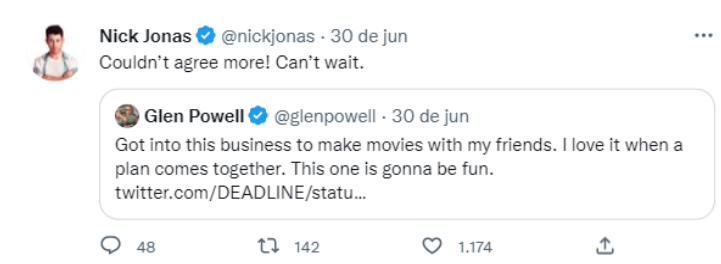 Nick Jonas @nickjonas · 30 de jun
Couldn’t agree more! Can’t wait.
Glen Powell @glenpowell · 30 de jun
Got into this business to make movies with my friends. I love it when a
plan comes together. This one is gonna be fun.
twitter.com/DEADLINE/statu...
48 142 1.174